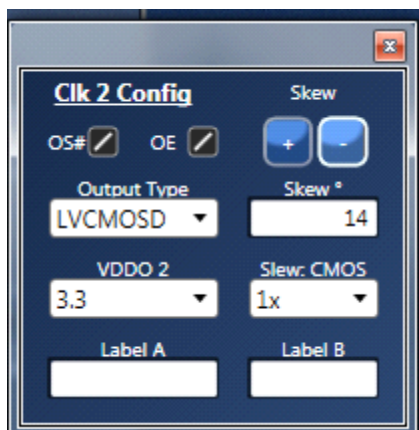 x
Clk 2 Config Skew
OS# OE + -
Output Type Skew °
LVCMOSD 14
VDDO 2 Slew: CMOS
3.3 1x
Label A Label B